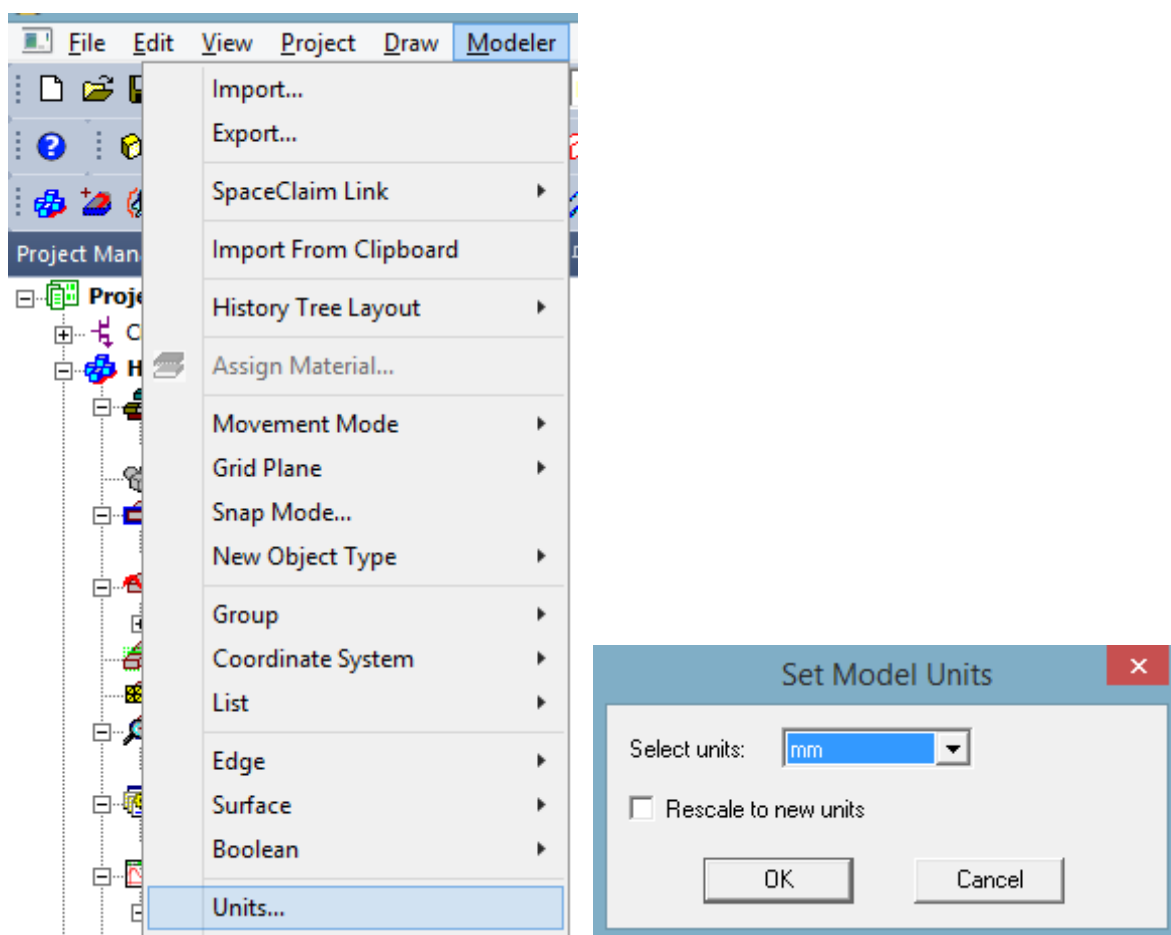 File Edit View Project Draw Modeler
Import...
Export...
SpaceClaim Link
Project Man
Import From Clipboard
Proje
History Tree Layout
C
H
Assign Material...
Movement Mode
Grid Plane
Snap Mode...
New Object Type
Group
Coordinate System
List
Edge
Surface
Boolean
Units...
Set Model Units
Select units: mm
Rescale to new units
OK Cancel